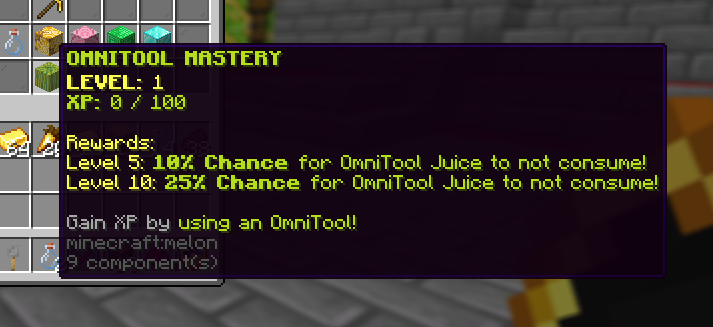 OMNITOOL MASTERY
LEVEL: 1
XP: 0 / 100
Rewards:
Level 5: 10% Chance for OmniTool Juice to not consume!
Level 10: 25% Chance for OmniTool Juice to not consume!
Gain XP by using an OmniTool!
minecraft:melon
9 component(s)